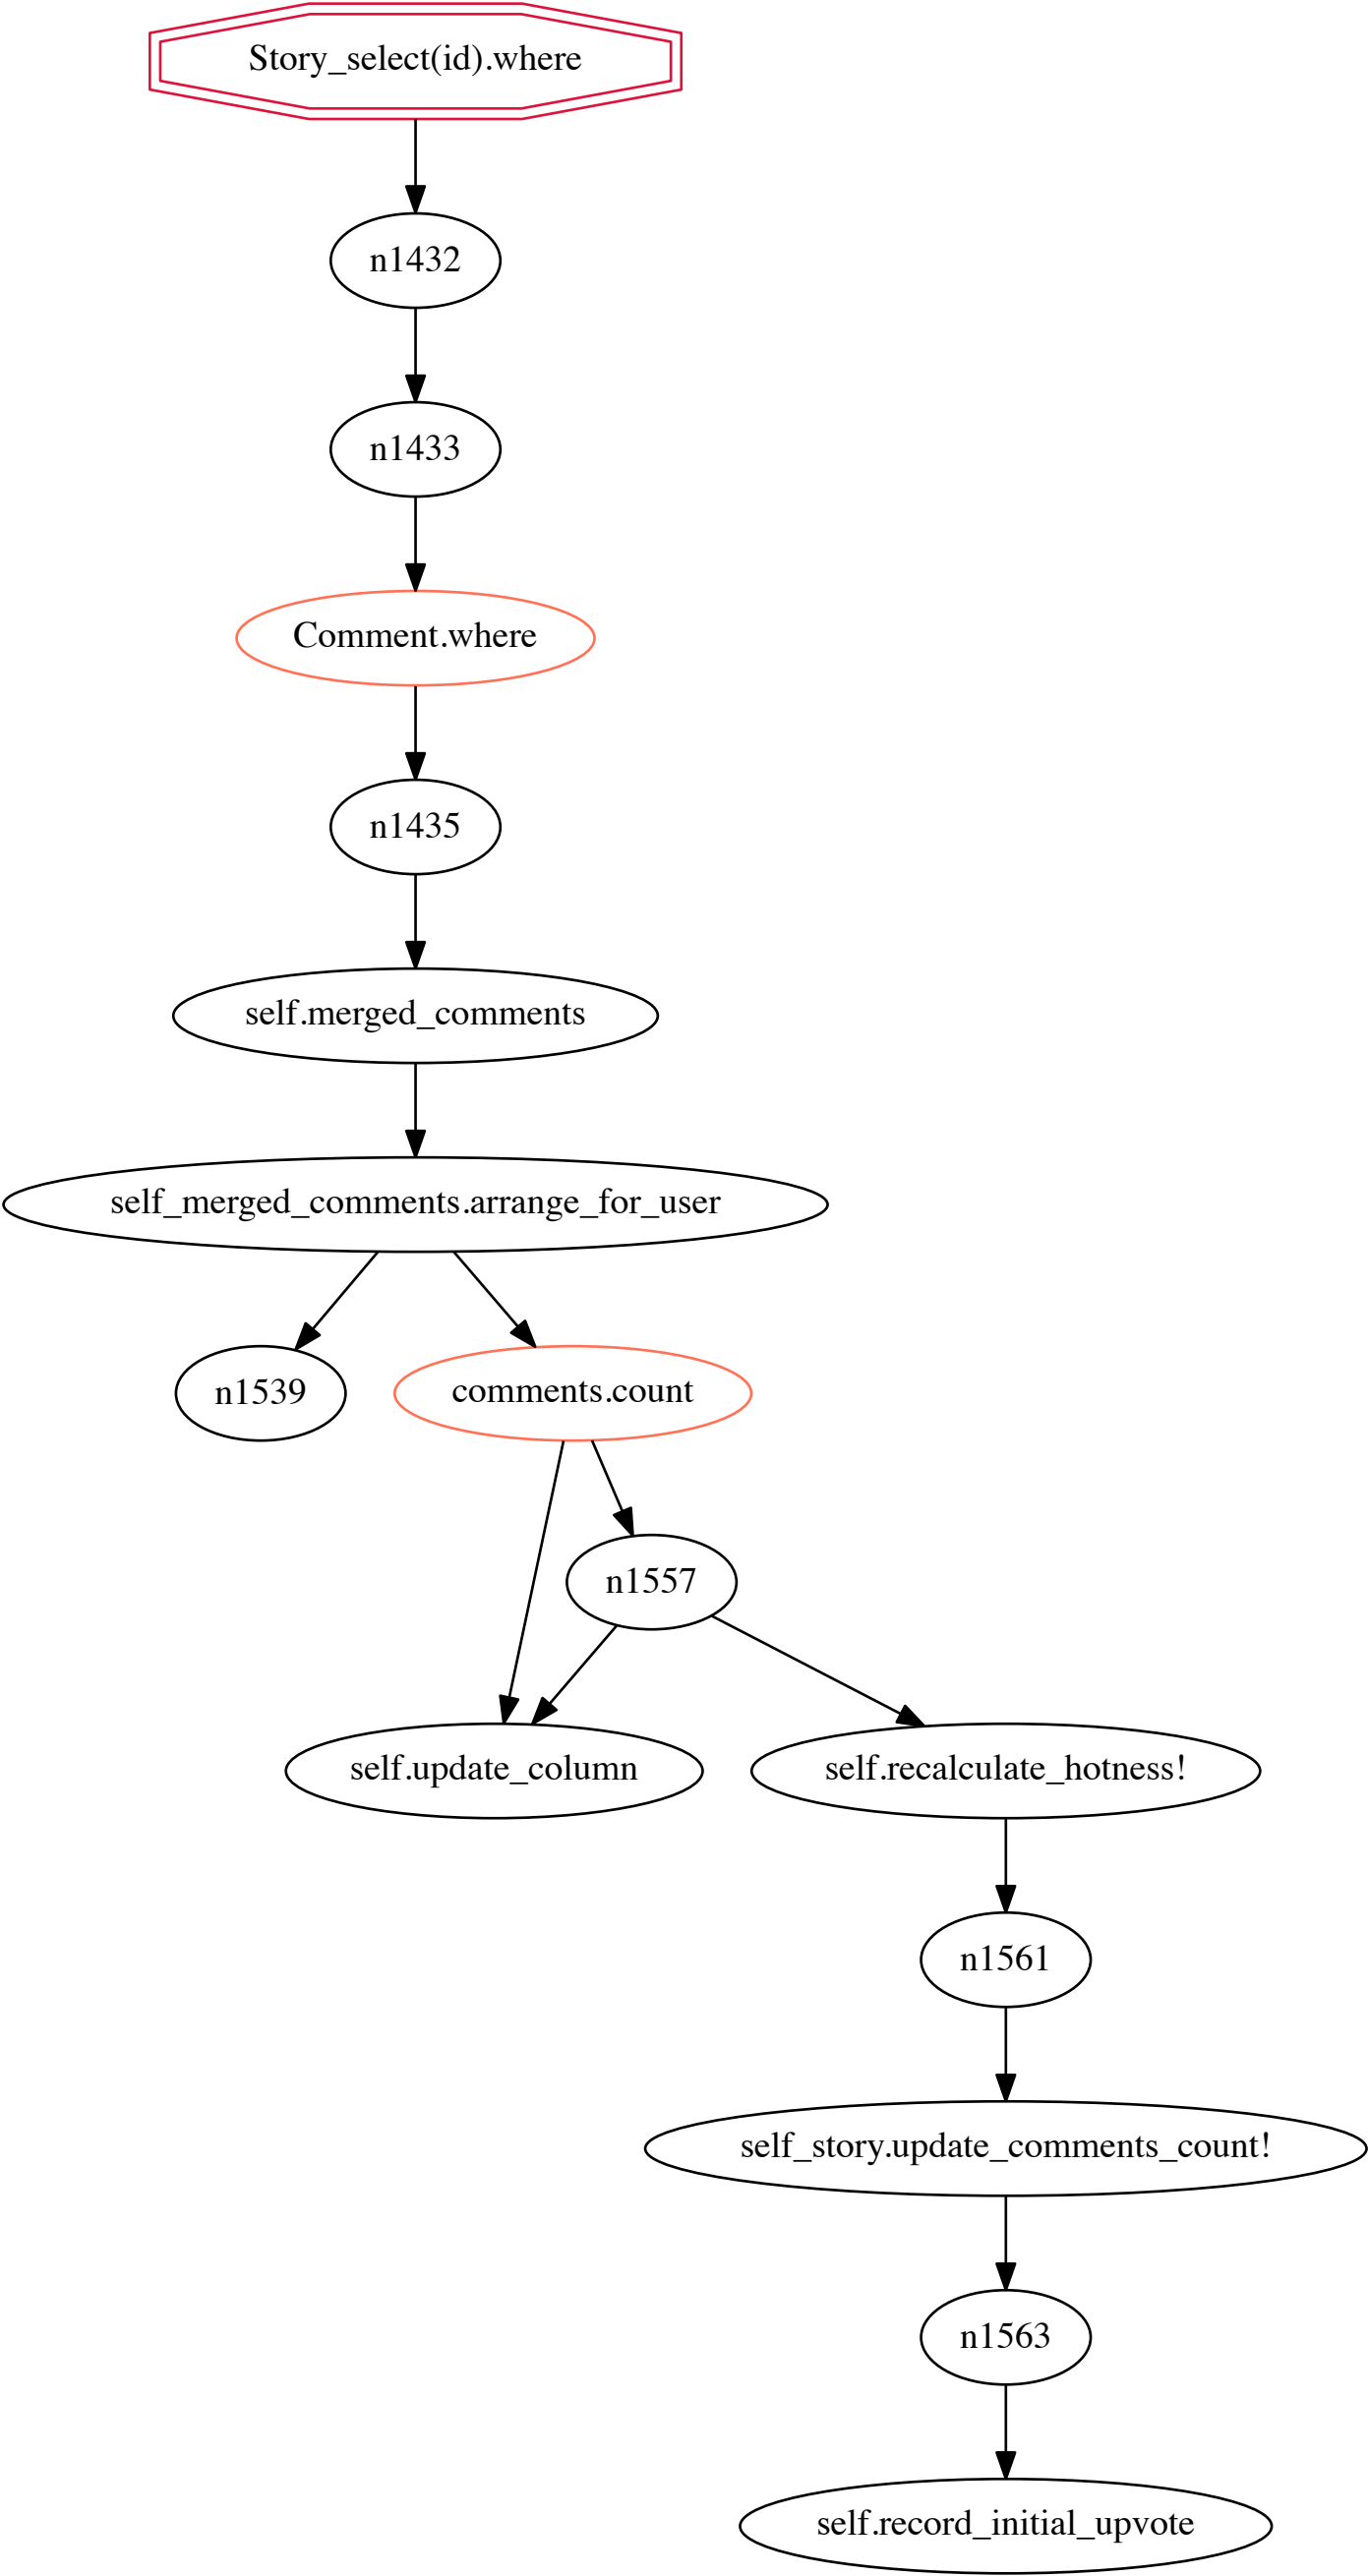 Story_select(id).where
n1432
n1433
Comment.where
n1435
self.merged_comments
self_merged_comments.arrange_for_user
n1539
comments.count
n1557
self.update_column
self.recalculate_hotness!
n1561
self_story.update_comments_count!
n1563
self.record_initial_upvote